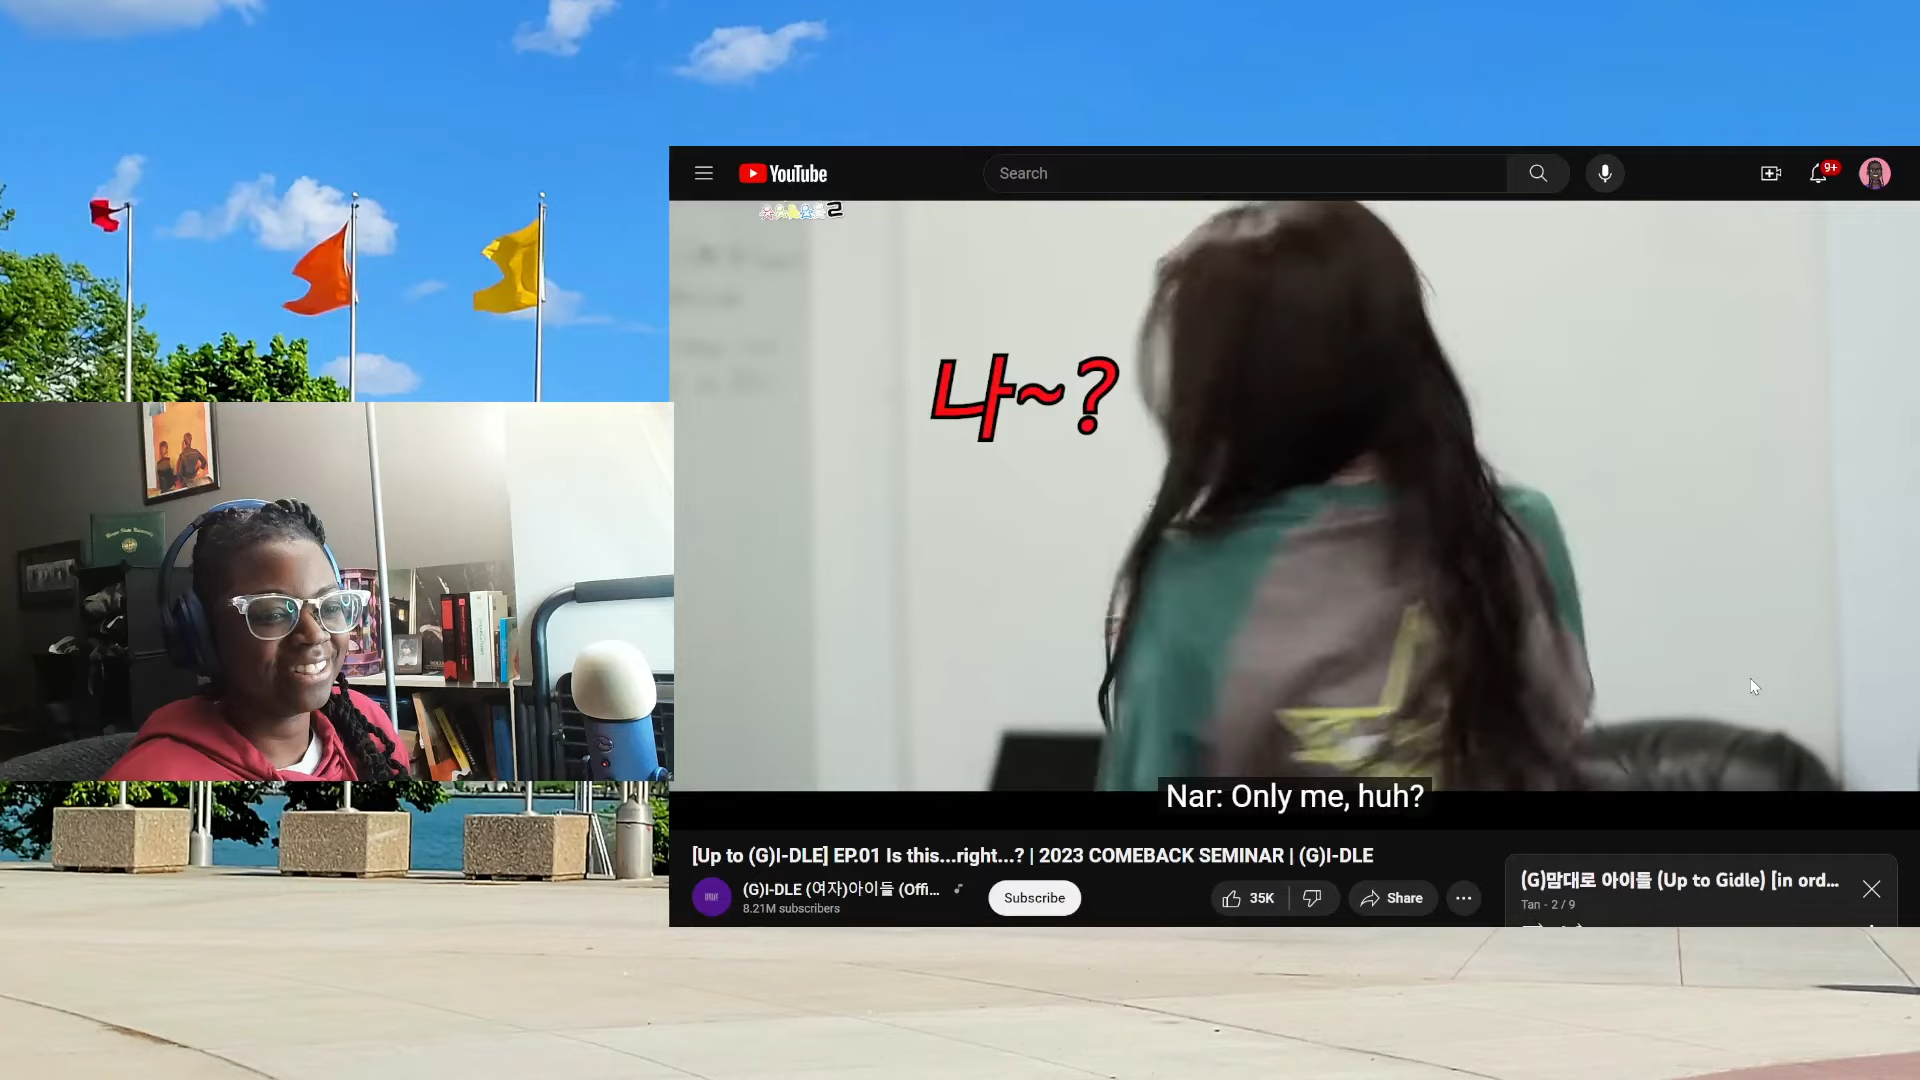 YouTube
Search
9+
2
나~?
Nar: Only me, huh?
[Up to (G)I-DLE] EP.01 Is this...right...? | 2023 COMEBACK SEMINAR | (G)I-DLE
(G)I-DLE (여자)아이들 (Offi...
8.21M subscribers
Subscribe
35K
Share
(G)맘대로 아이들 (Up to Gidle) [in ord...
Tan - 2 / 9